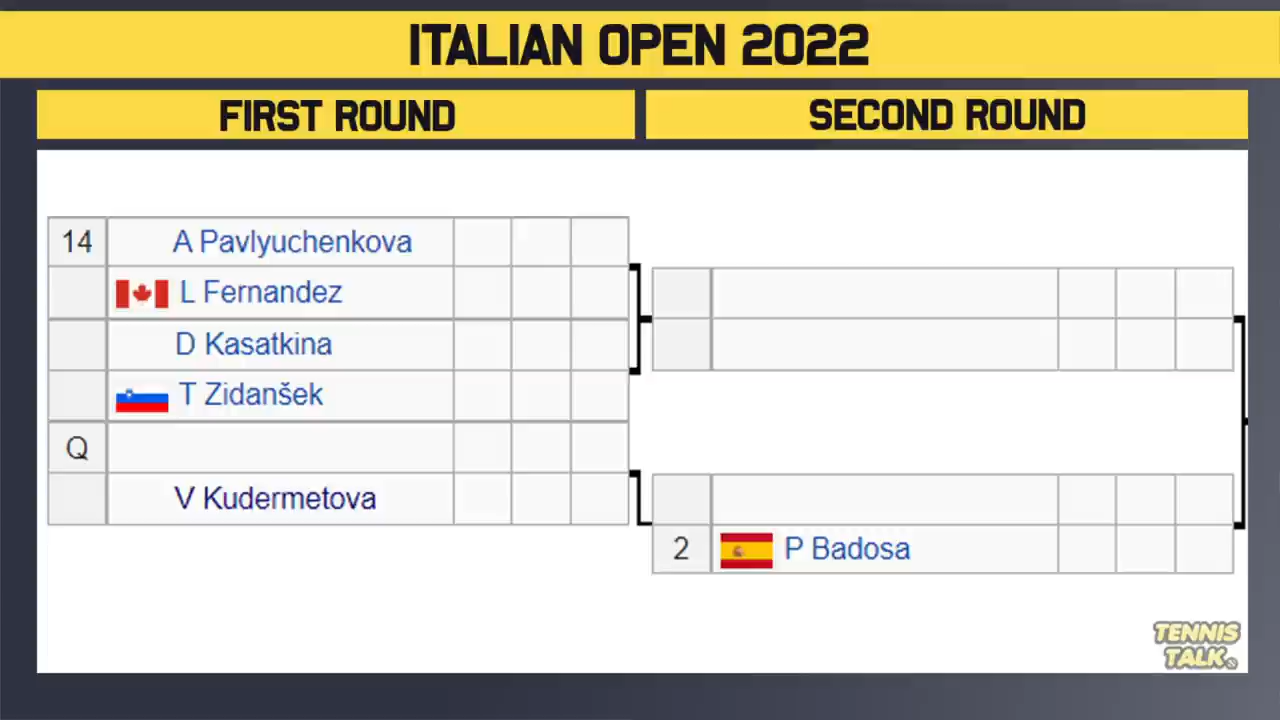 ITALIAN OPEN 2022
FIRST ROUND
SECOND ROUND
14 A Pavlyuchenkova
L Fernandez
D Kasatkina
T Zidanšek
Q
V Kudermetova
2 P Badosa
TENNIS
TALK